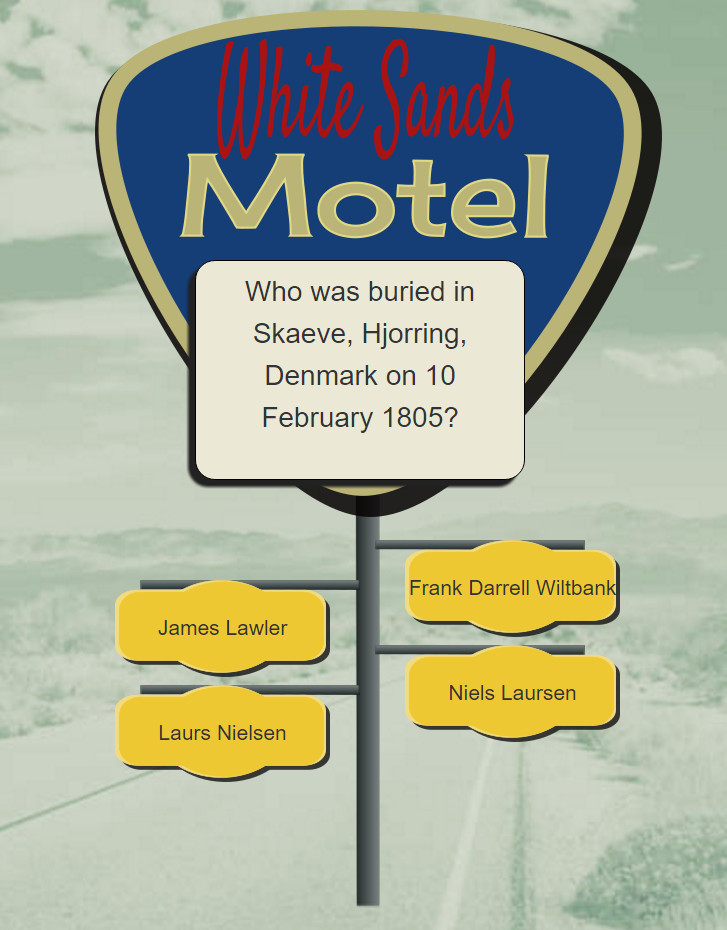 White Sands
Motel
Who was buried in
Skaeve, Hjorring,
Denmark on 10
February 1805?
Frank Darrell Wiltbank
James Lawler
Niels Laursen
Laurs Nielsen